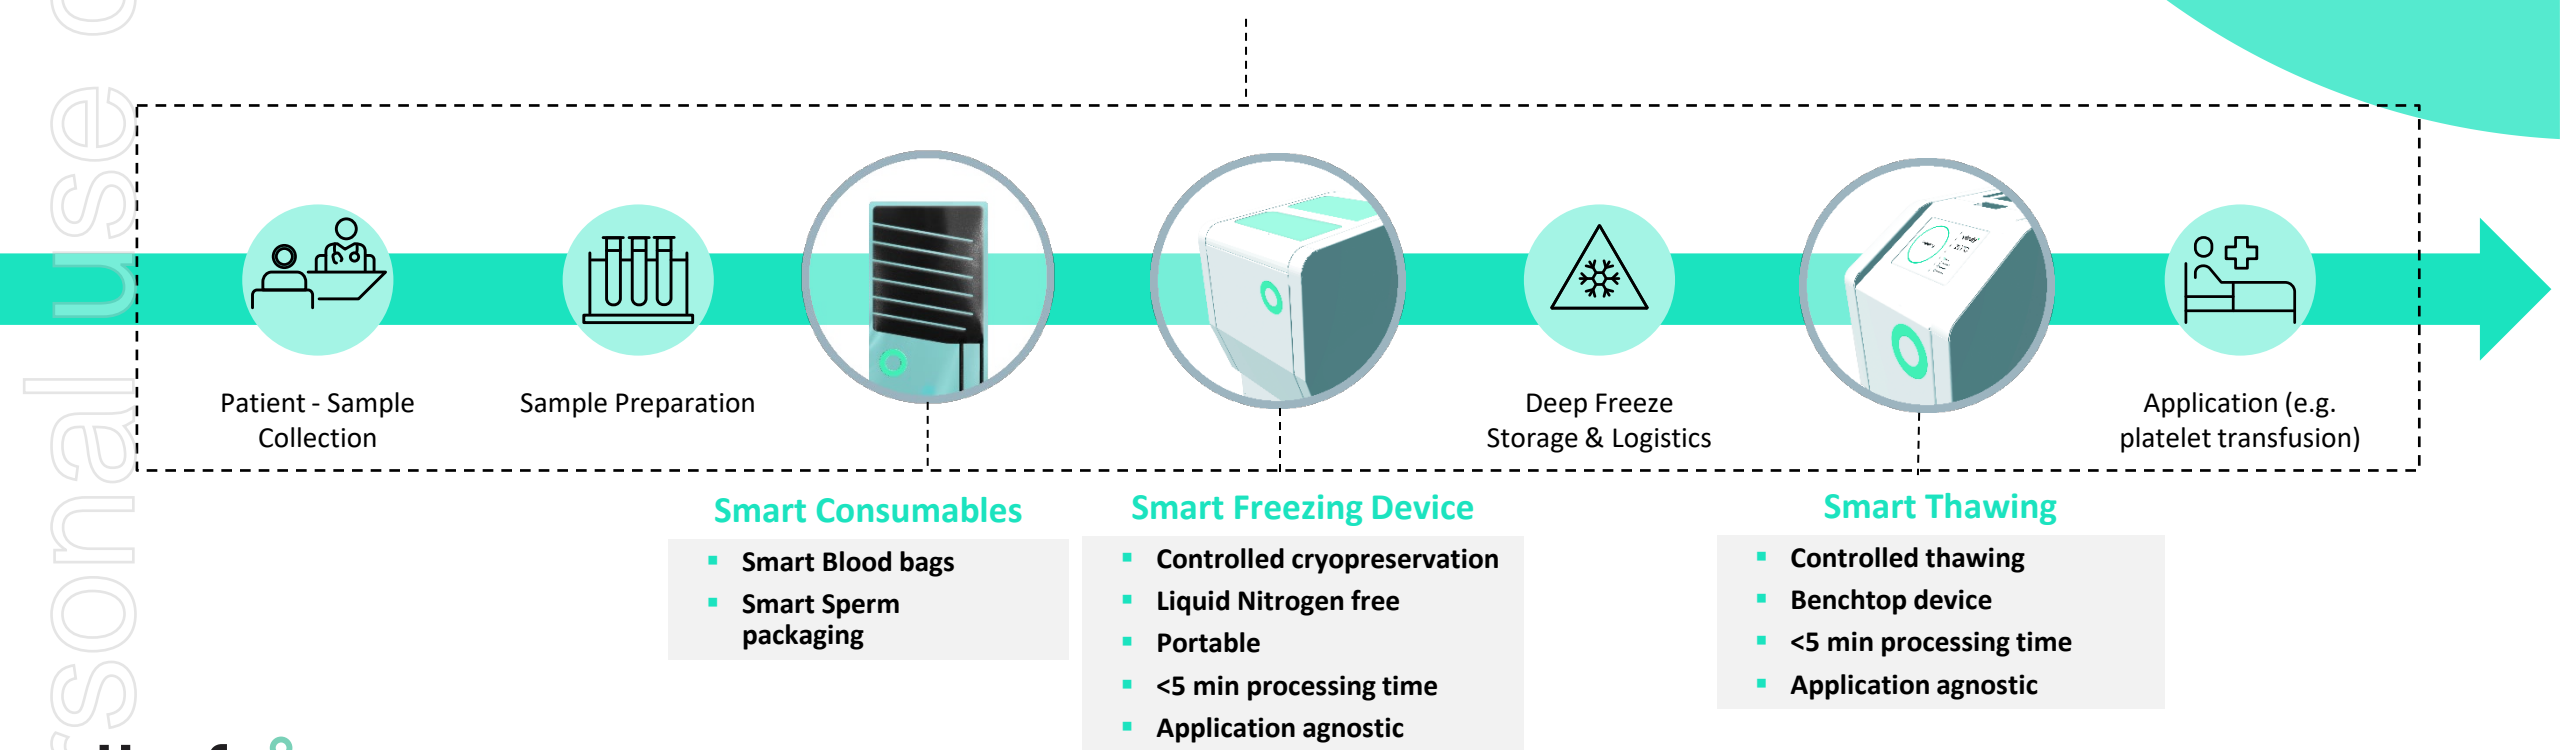 sonal use
Patient - Sample
Collection
Sample Preparation
Deep Freeze
Storage & Logistics
Application (e.g.
platelet transfusion)
Smart Consumables
Smart Blood bags
Smart Sperm
packaging
Smart Freezing Device
Controlled cryopreservation
Liquid Nitrogen free
Portable
<5 min processing time
Application agnostic
Smart Thawing
Controlled thawing
Benchtop device
<5 min processing time
Application agnostic